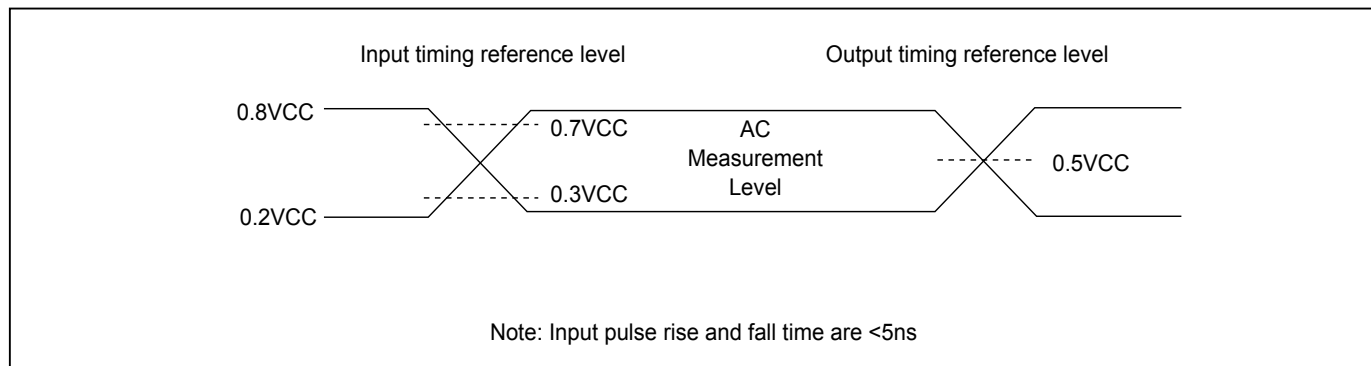 Input timing reference level
Output timing reference level
0.8VCC
0.7VCC
AC
Measurement
Level
0.5VCC
0.3VCC
0.2VCC
Note: Input pulse rise and fall time are <5ns